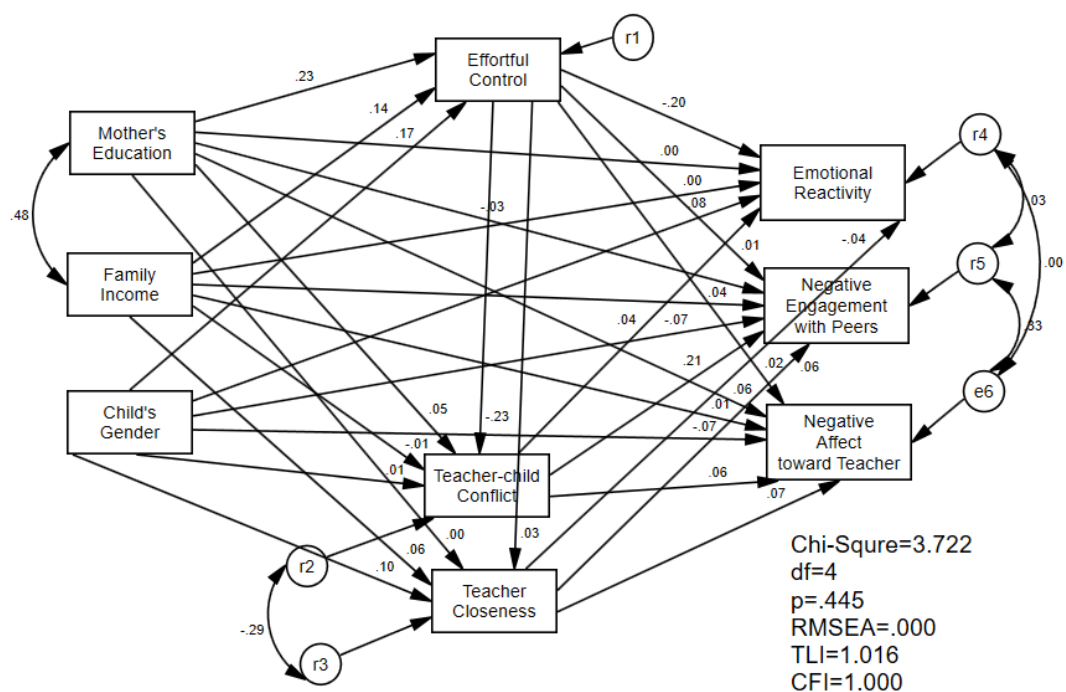 r1
Effortful
Control
.23
.14
.17
-.20
Mother's
Education
.00
.00
-.03
.08
Emotional
Reactivity
r4
.03
.48
-.04
.01
.00
r5
Family
Income
Negative
Engagement
with Peers
.04
.04
-.07
.33
.21
.02
.06
.06
.01
e6
Child's
Gender
.05
-.23
-.07
Negative
Affect
toward Teacher
-.01
.01
Teacher-child
Conflict
.06
.07
.00
.03
.06
.10
r2
Teacher
Closeness
-.29
r3
Chi-Squre=3.722
df=4
p=.445
RMSEA=.000
TLI=1.016
CFI=1.000